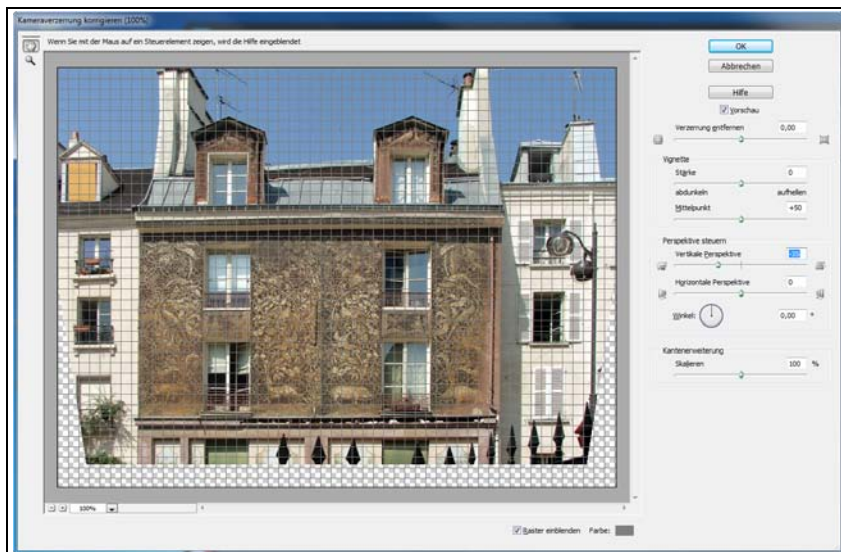 Kameraverzerrung korrigieren (100%)
Wenn Sie mit der Maus auf ein Steuerelement zeigen, wird die Hilfe eingeblendet
OK
Abbrechen
Hilfe
Vorschau
Verzerrung entfernen 0,00
Vignette
Stärke 0
abdunkeln aufhellen
Mittelpunkt +50
Perspektive steuern
Vertikale Perspektive
Horizontale Perspektive 0
Winkel: 0,00 °
Kantenerweiterung
Skalieren 100 %
100%
Raster einblenden Farbe: